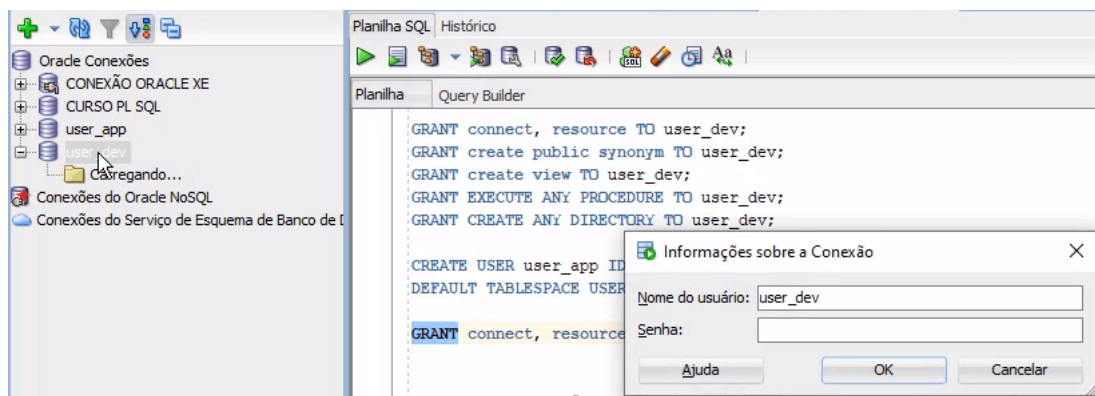 Oracle Conexões
CONEXÃO ORACLE XE
CURSO PL SQL
user_app
user_dev
Carregando...
Conexões do Oracle NoSQL
Conexões do Serviço de Esquema de Banco de
Planilha SQL Histórico
Planilha Query Builder
GRANT connect, resource TO user_dev;
GRANT create public synonym TO user_dev;
GRANT create view TO user_dev;
GRANT EXECUTE ANY PROCEDURE TO user_dev;
GRANT CREATE ANY DIRECTORY TO user_dev;
CREATE USER user_app ID
DEFAULT TABLESPACE USER
GRANT connect, resource
Informações sobre a Conexão
Nome do usuário: user_dev
Senha:
Ajuda OK Cancelar